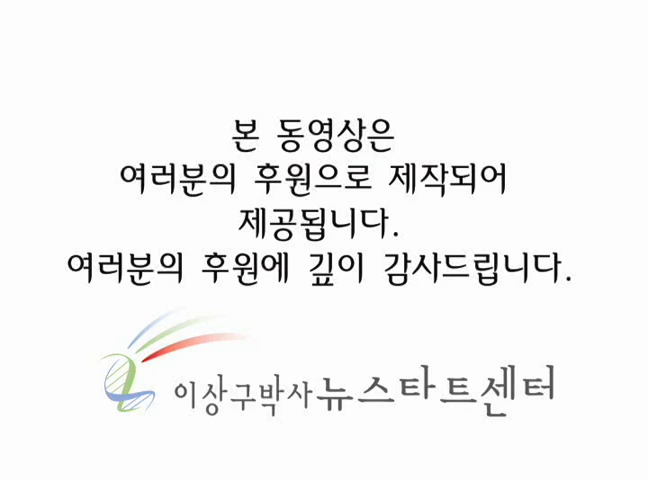 본 동영상은
여러분의 후원으로 제작되어
제공됩니다.
여러분의 후원에 깊이 감사드립니다.
이상구박사뉴스타트센터